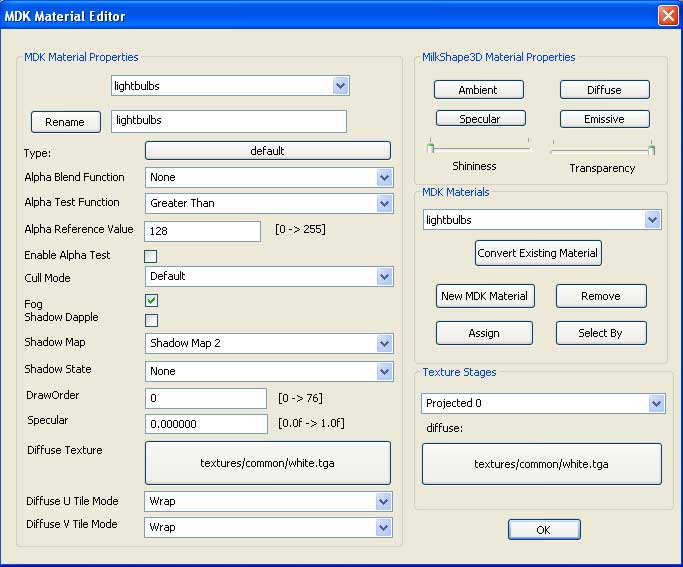 MDK Material Editor
MDK Material Properties
lightbulbs
Rename
lightbulbs
Type:
default
Alpha Blend Function
None
Alpha Test Function
Greater Than
Alpha Reference Value
128
[0 -> 255]
Enable Alpha Test
Cull Mode
Default
Fog
Shadow Dapple
Shadow Map
Shadow Map 2
Shadow State
None
DrawOrder
0
[0 -> 76]
Specular
0.000000
[0.0f -> 1.0f]
Diffuse Texture
textures/common/white.tga
Diffuse U Tile Mode
Wrap
Diffuse V Tile Mode
Wrap
MilkShape3D Material Properties
Ambient
Diffuse
Specular
Emissive
Shininess
Transparency
MDK Materials
lightbulbs
Convert Existing Material
New MDK Material
Remove
Assign
Select By
Texture Stages
Projected 0
diffuse:
textures/common/white.tga
OK